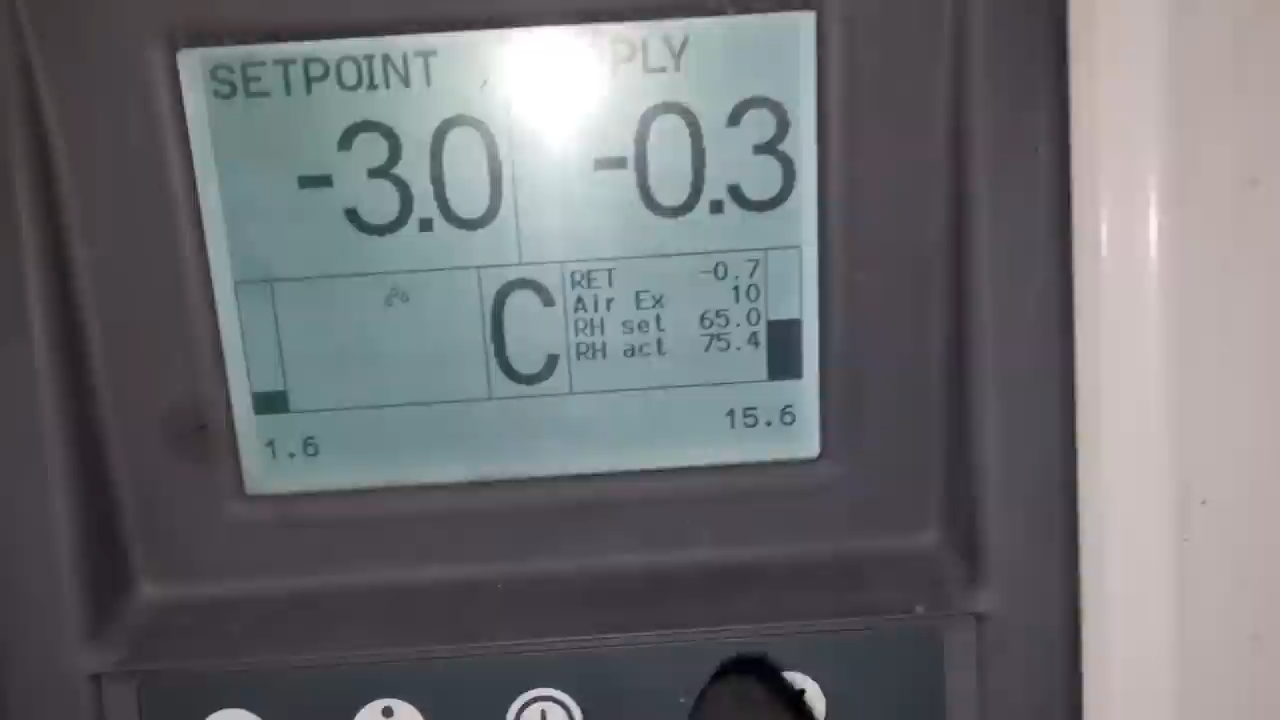 SETPOINT
PLY
-3.0
-0.3
C
RET -0.7
Air Ex 10
RH set 65.0
RH act 75.4
1.6
15.6